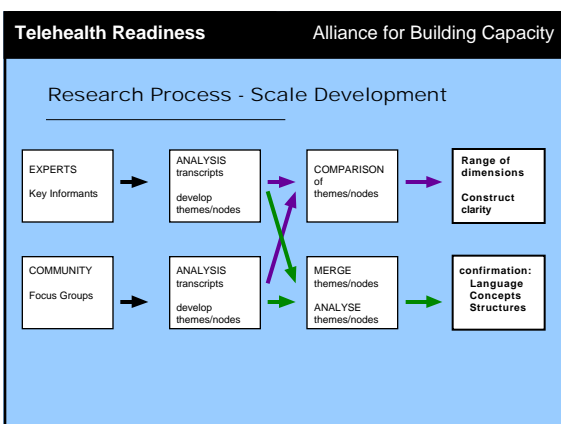 Telehealth Readiness Alliance for Building Capacity
Research Process - Scale Development
EXPERTS
Key Informants
ANALYSIS
transcripts
develop
themes/nodes
COMPARISON
of
themes/nodes
Range of
dimensions
Construct
clarity
COMMUNITY
Focus Groups
ANALYSIS
transcripts
develop
themes/nodes
MERGE
themes/nodes
ANALYSE
themes/nodes
confirmation:
Language
Concepts
Structures